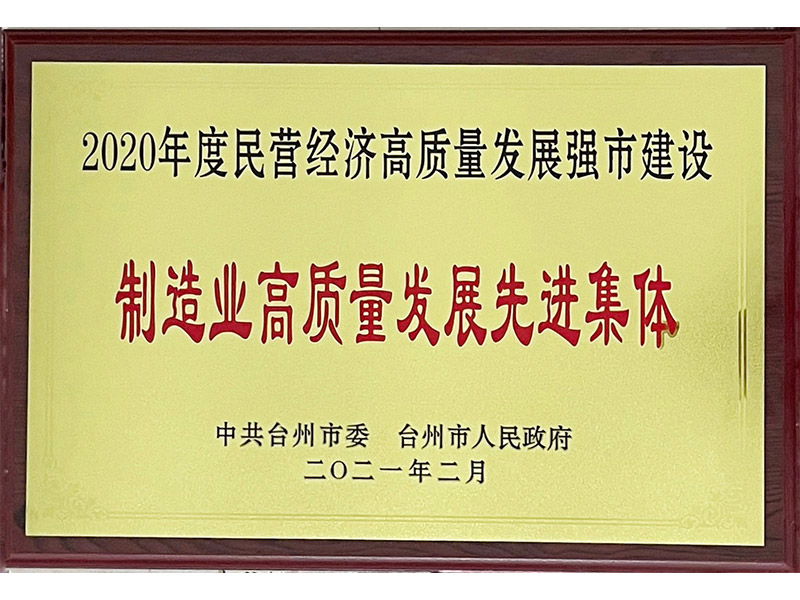 2020年度民营经济高质量发展强市建设
制造业高质量发展先进集体
中共台州市委 台州市人民政府
二〇二一年二月